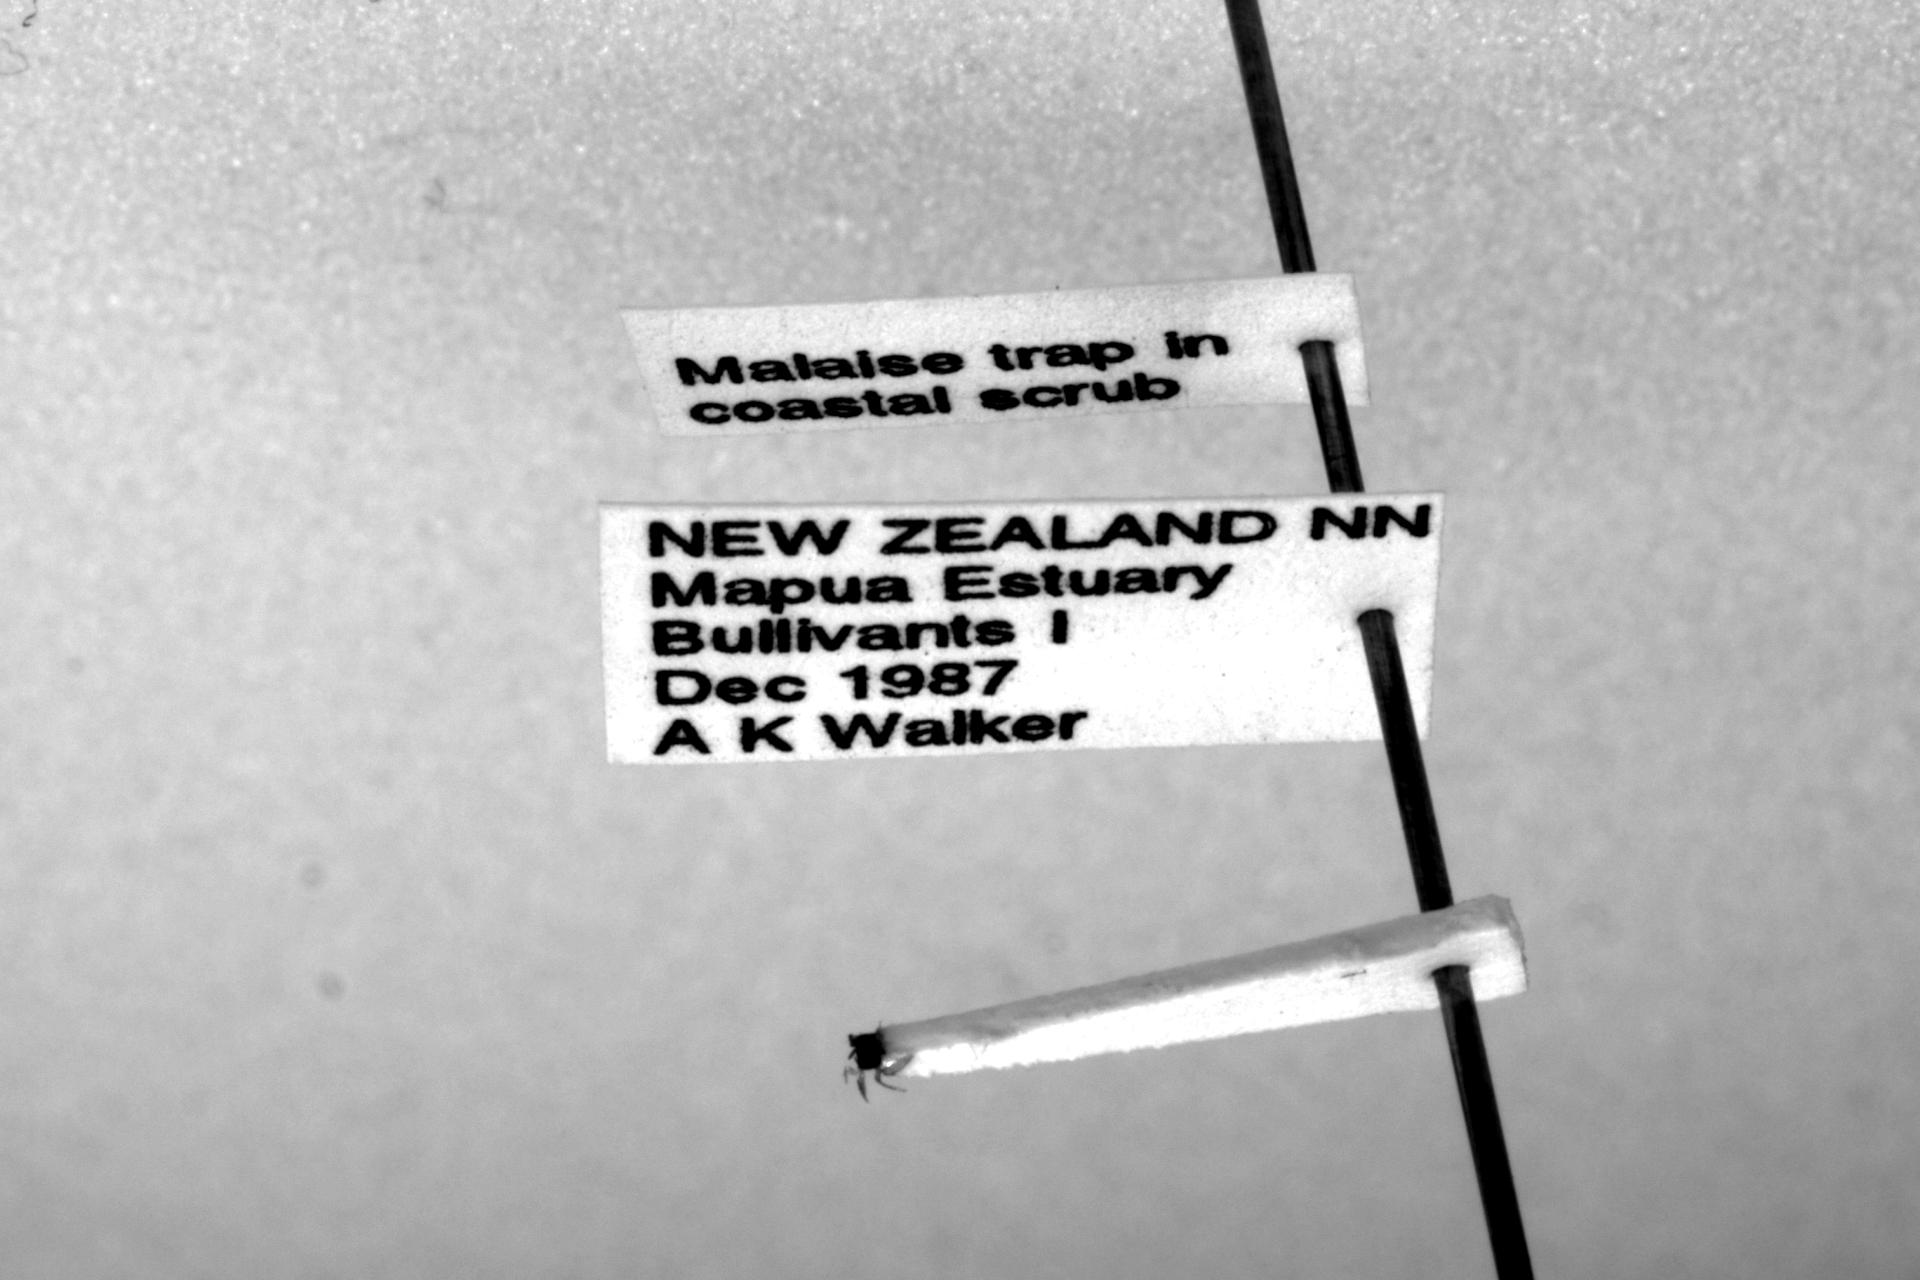 Malaise trap in
coastal scrub
NEW ZEALAND NN
Mapua Estuary
Bullivants I
Dec 1987
A K Walker